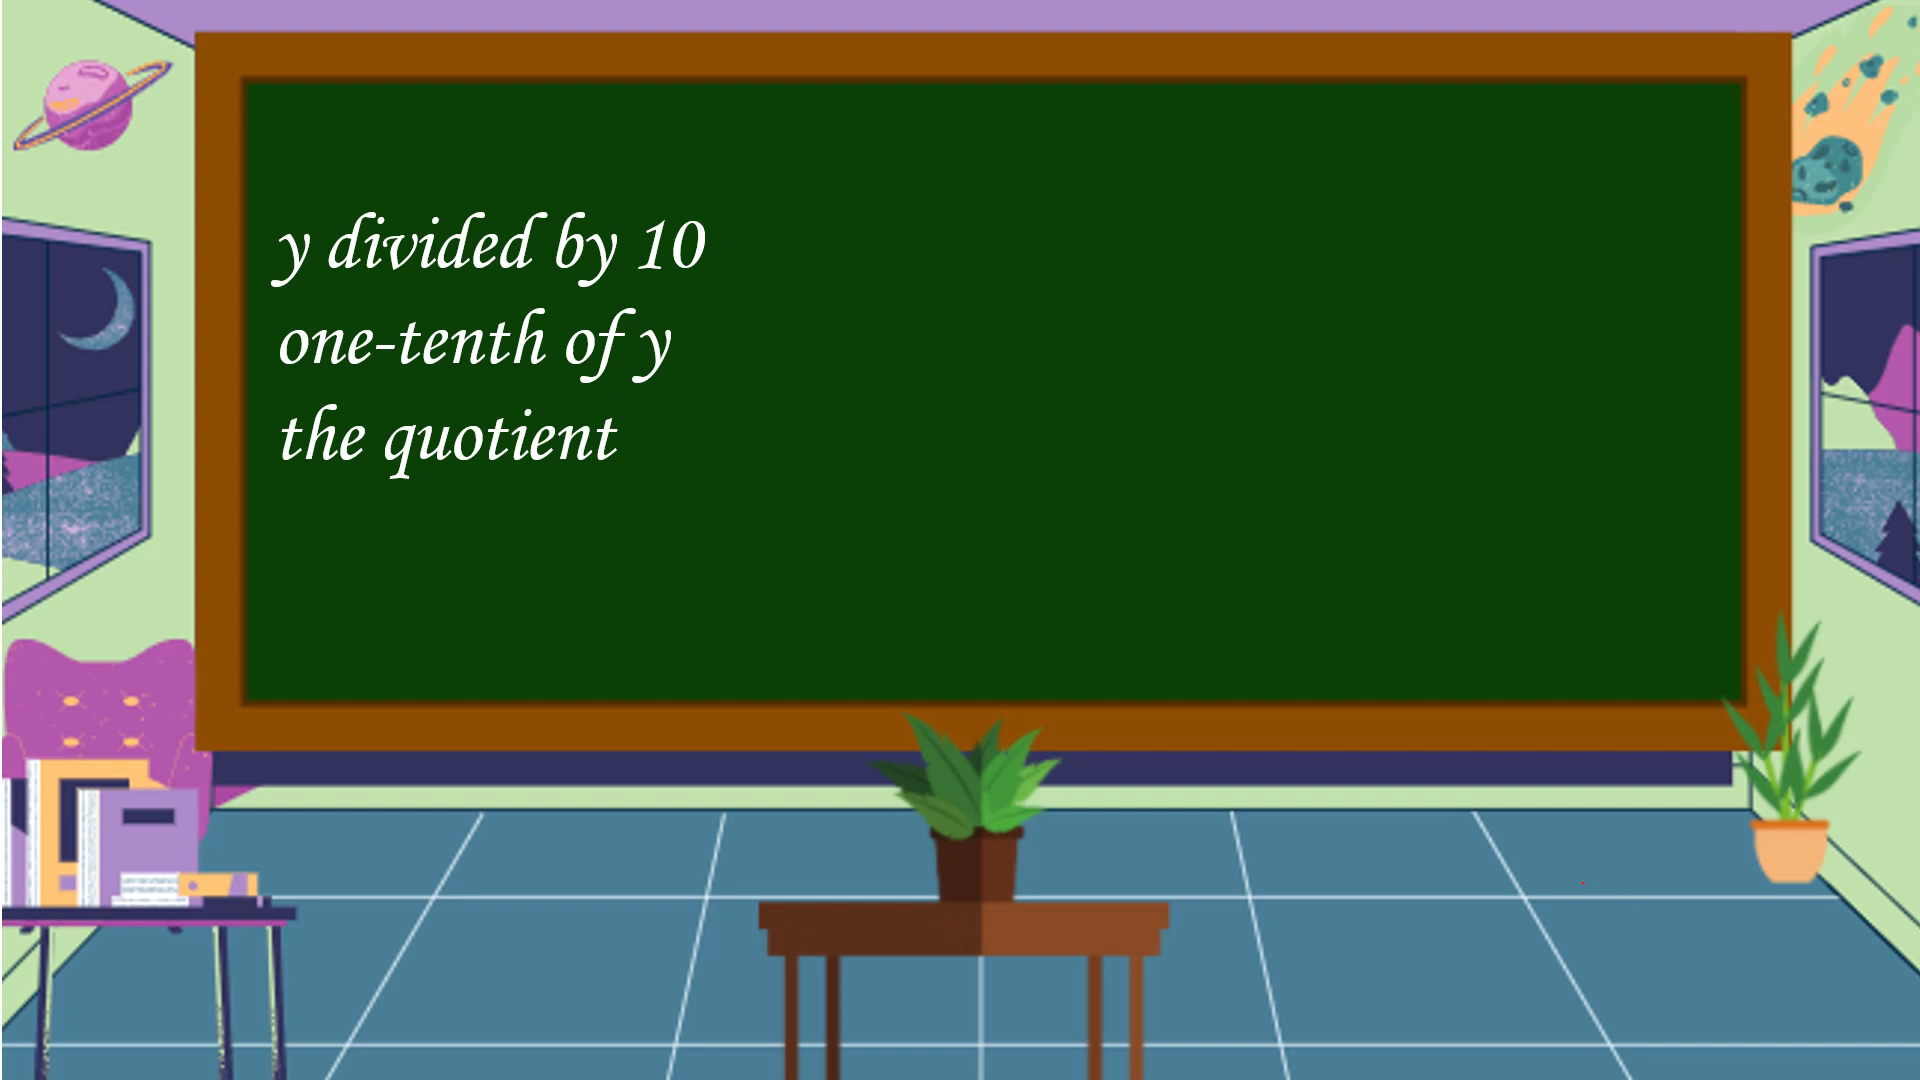 y divided by 10
one-tenth of y
the quotient